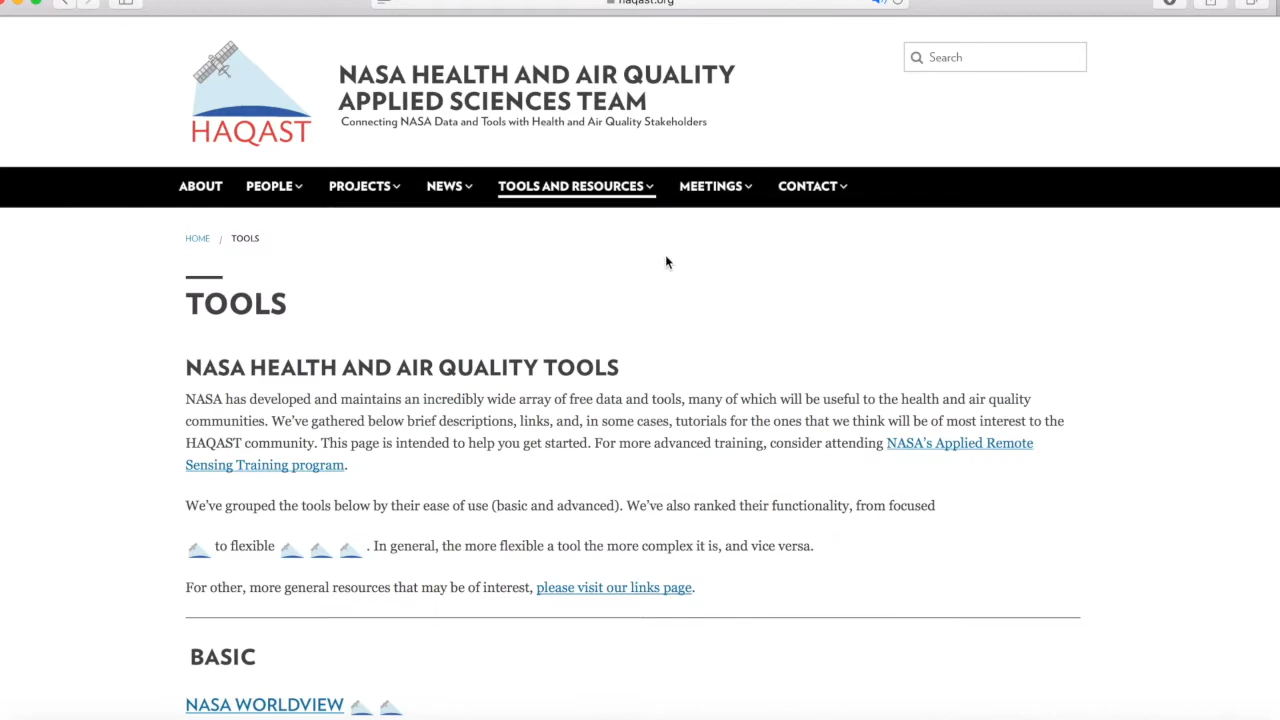 haqast.org
HAQAST
NASA HEALTH AND AIR QUALITY
APPLIED SCIENCES TEAM
Connecting NASA Data and Tools with Health and Air Quality Stakeholders
Search
ABOUT PEOPLE PROJECTS NEWS TOOLS AND RESOURCES MEETINGS CONTACT
HOME / TOOLS
TOOLS
NASA HEALTH AND AIR QUALITY TOOLS
NASA has developed and maintains an incredibly wide array of free data and tools, many of which will be useful to the health and air quality
communities. We’ve gathered below brief descriptions, links, and, in some cases, tutorials for the ones that we think will be of most interest to the
HAQAST community. This page is intended to help you get started. For more advanced training, consider attending NASA’s Applied Remote
Sensing Training program.
We’ve grouped the tools below by their ease of use (basic and advanced). We’ve also ranked their functionality, from focused
to flexible . In general, the more flexible a tool the more complex it is, and vice versa.
For other, more general resources that may be of interest, please visit our links page.
BASIC
NASA WORLDVIEW